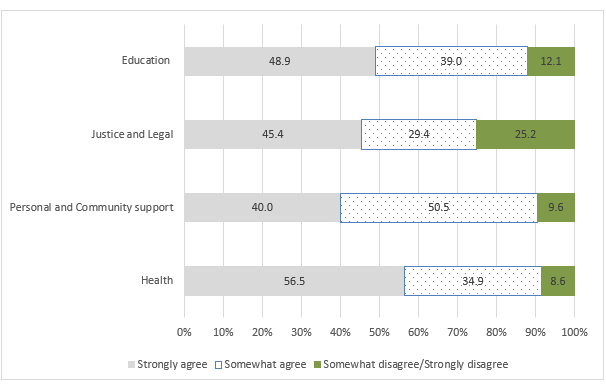 Education 48.9 39.0 12.1
Justice and Legal 45.4 29.4 25.2
Personal and Community support 40.0 50.5 9.6
Health 56.5 34.9 8.6
0% 10% 20% 30% 40% 50% 60% 70% 80% 90% 100%
Strongly agree Somewhat agree Somewhat disagree/Strongly disagree